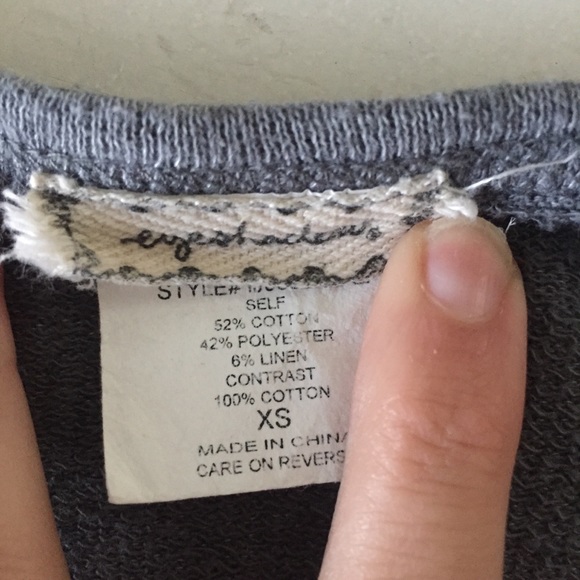 eyeshadow
STYLE#
SELF
52% COTTON
42% POLYESTER
6% LINEN
CONTRAST
100% COTTON
XS
MADE IN CHINA
CARE ON REVERS